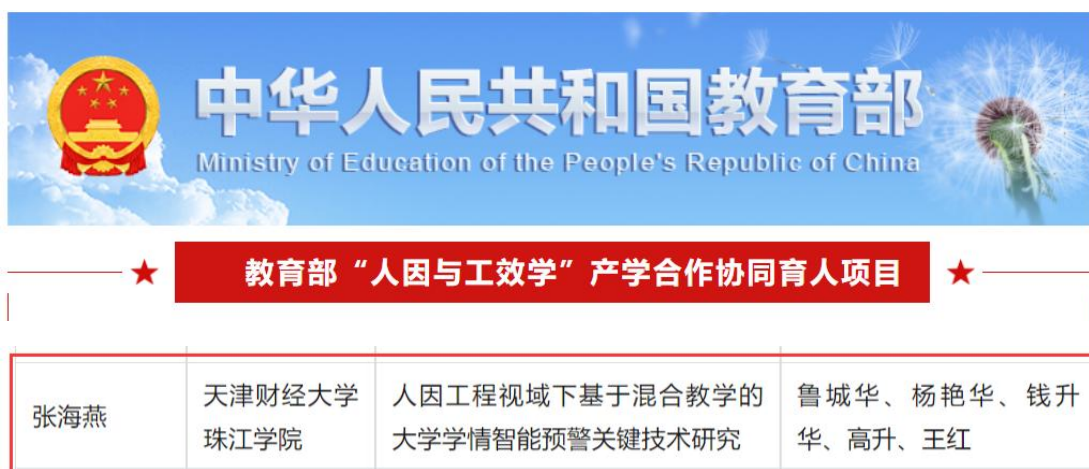 中华人民共和国教育部
Ministry of Education of the People's Republic of China
教育部“人因与工效学”产学合作协同育人项目
张海燕
天津财经大学
珠江学院
人因工程视域下基于混合教学的
大学学情智能预警关键技术研究
鲁城华、杨艳华、钱升
华、高升、王红